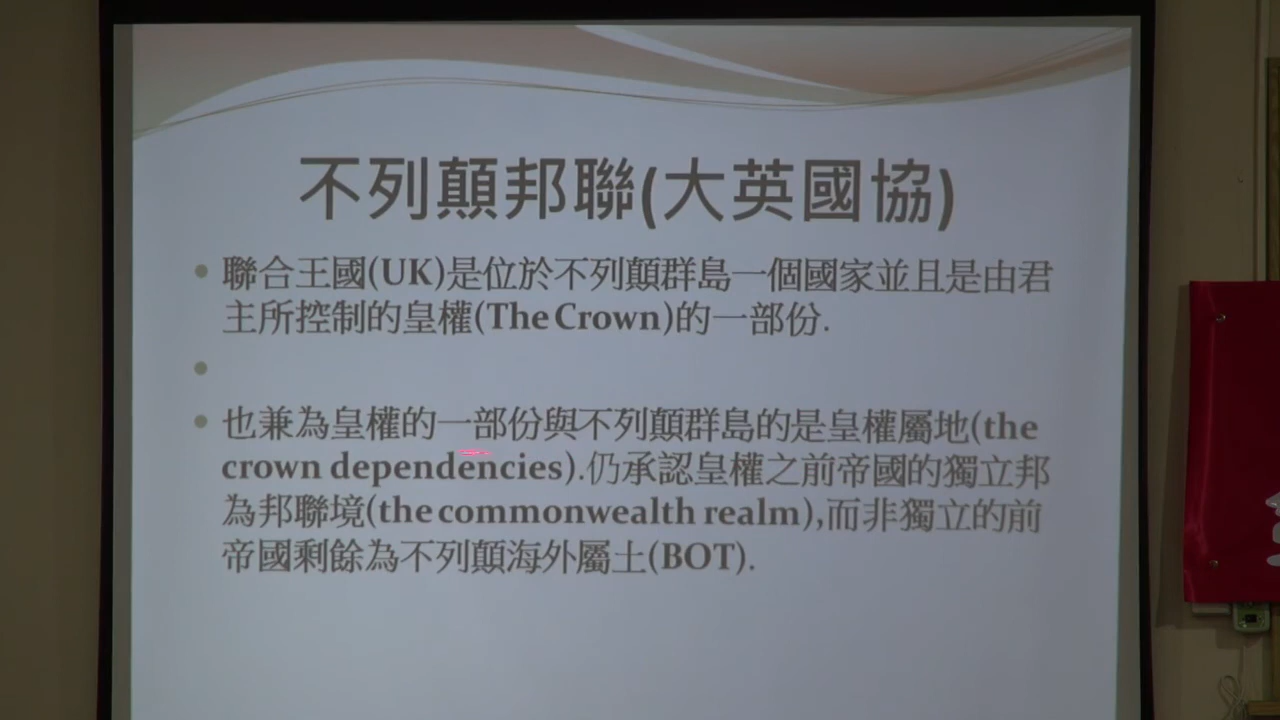 不列顛邦聯(大英國協)
聯合王國(UK)是位於不列顛群島一個國家並且是由君
主所控制的皇權(The Crown)的一部份.
也兼為皇權的一部份與不列顛群島的是皇權屬地(the
crown dependencies).仍承認皇權之前帝國的獨立邦
為邦聯境(the commonwealth realm),而非獨立的前
帝國剩餘為不列顛海外屬土(BOT).